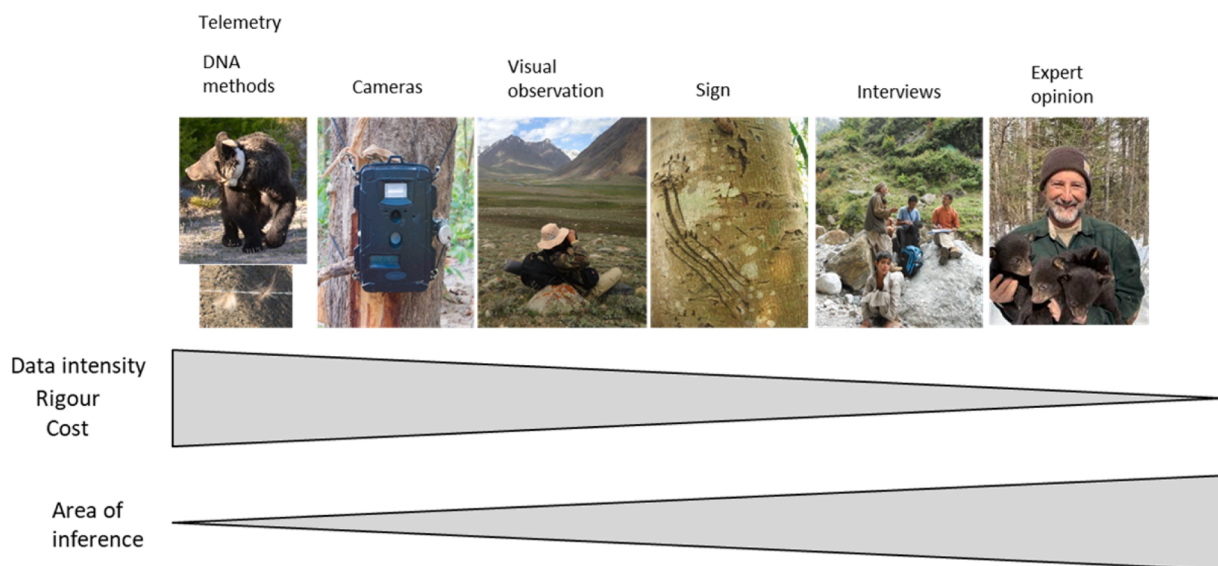 Telemetry
DNA
methods
Cameras
Visual
observation
Sign
Interviews
Expert
opinion
Data intensity
Rigour
Cost
Area of
inference